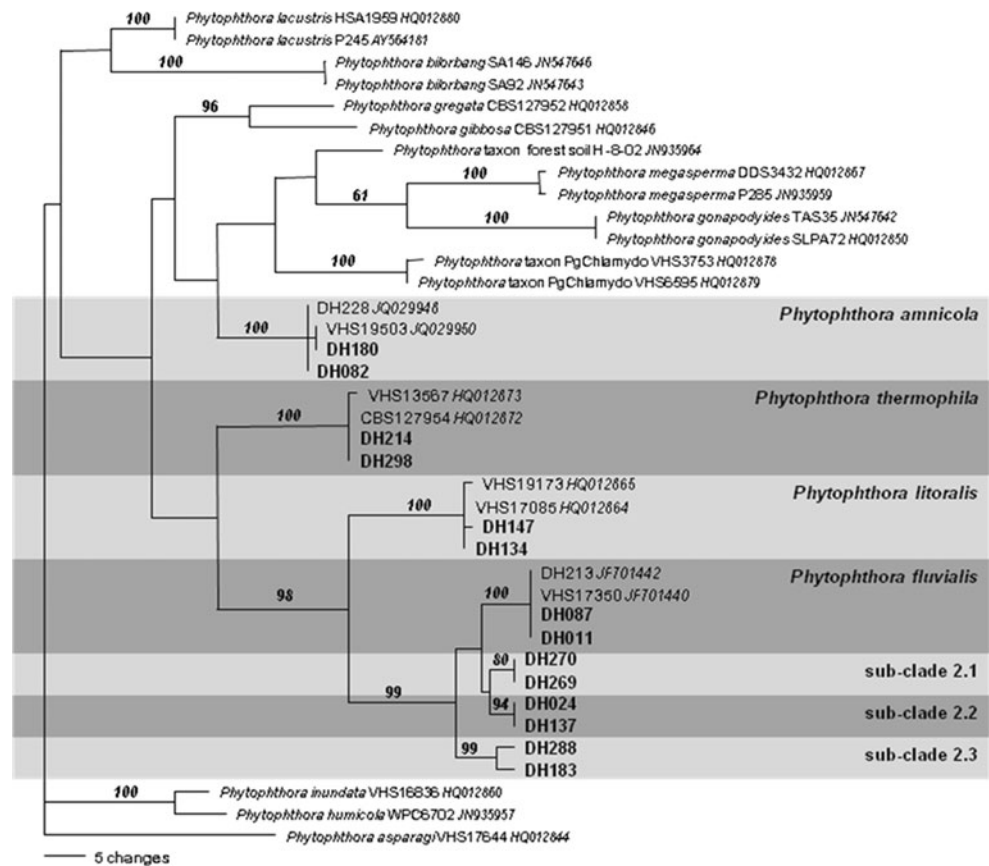 100
Phytophthora lacustris HSA1959 HQ012880
Phytophthora lacustris P245 AY564181
100
Phytophthora bilorbang SA146 JN547646
Phytophthora bilorbang SA92 JN547643
96
Phytophthora gregata CBS127952 HQ012858
Phytophthora gibbosa CBS127951 HQ012846
Phytophthora taxon forest soil H-8-02 JN935964
100
Phytophthora megasperma DDS3432 HQ012867
61
Phytophthora megasperma P285 JN935959
100
Phytophthora gonapodyides TAS35 JN547642
Phytophthora gonapodyides SLPA72 HQ012850
100
Phytophthora taxon PgChlamydo VHS3753 HQ012878
Phytophthora taxon PgChlamydo VHS6595 HQ012879
DH228 JQ029948
Phytophthora amnicola
100
VHS19503 JQ029950
DH180
DH082
VHS13567 HQ012873
Phytophthora thermophila
100
CBS127954 HQ012872
DH214
DH298
VHS19173 HQ012865
Phytophthora litoralis
100
VHS17085 HQ012864
DH147
DH134
DH213 JF701442
Phytophthora fluvialis
98
100
VHS17350 JF701440
DH087
DH011
80
DH270
sub-clade 2.1
DH269
99
94
DH024
sub-clade 2.2
DH137
99
DH288
sub-clade 2.3
DH183
100
Phytophthora inundata VHS16836 HQ012860
Phytophthora humicola WPC6702 JN935957
Phytophthora asparagi VHS17644 HQ012844
5 changes